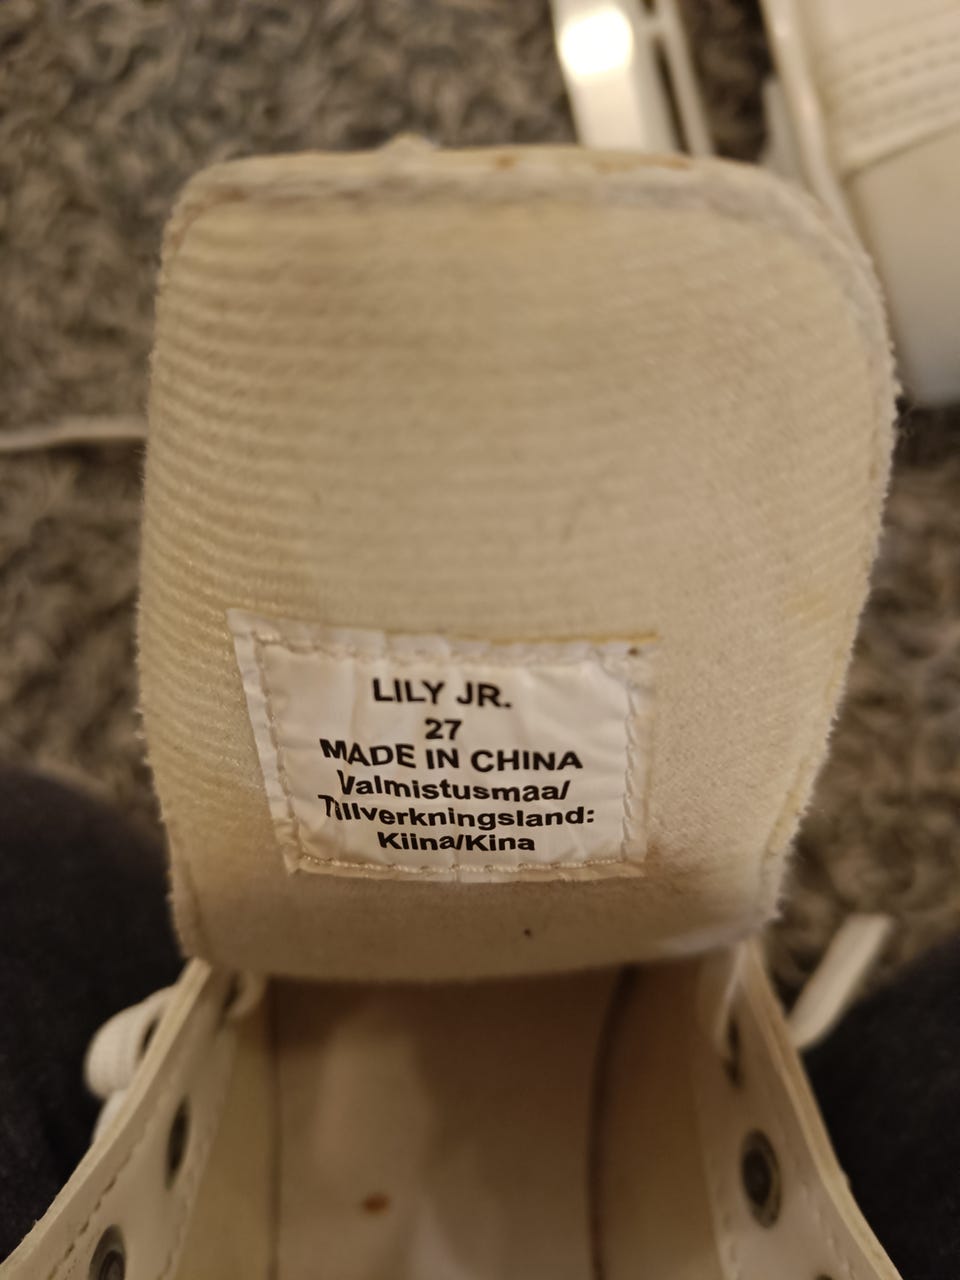 LILY JR.
27
MADE IN CHINA
Valmistusmaa/
Tillverkningsland:
Kiina/Kina